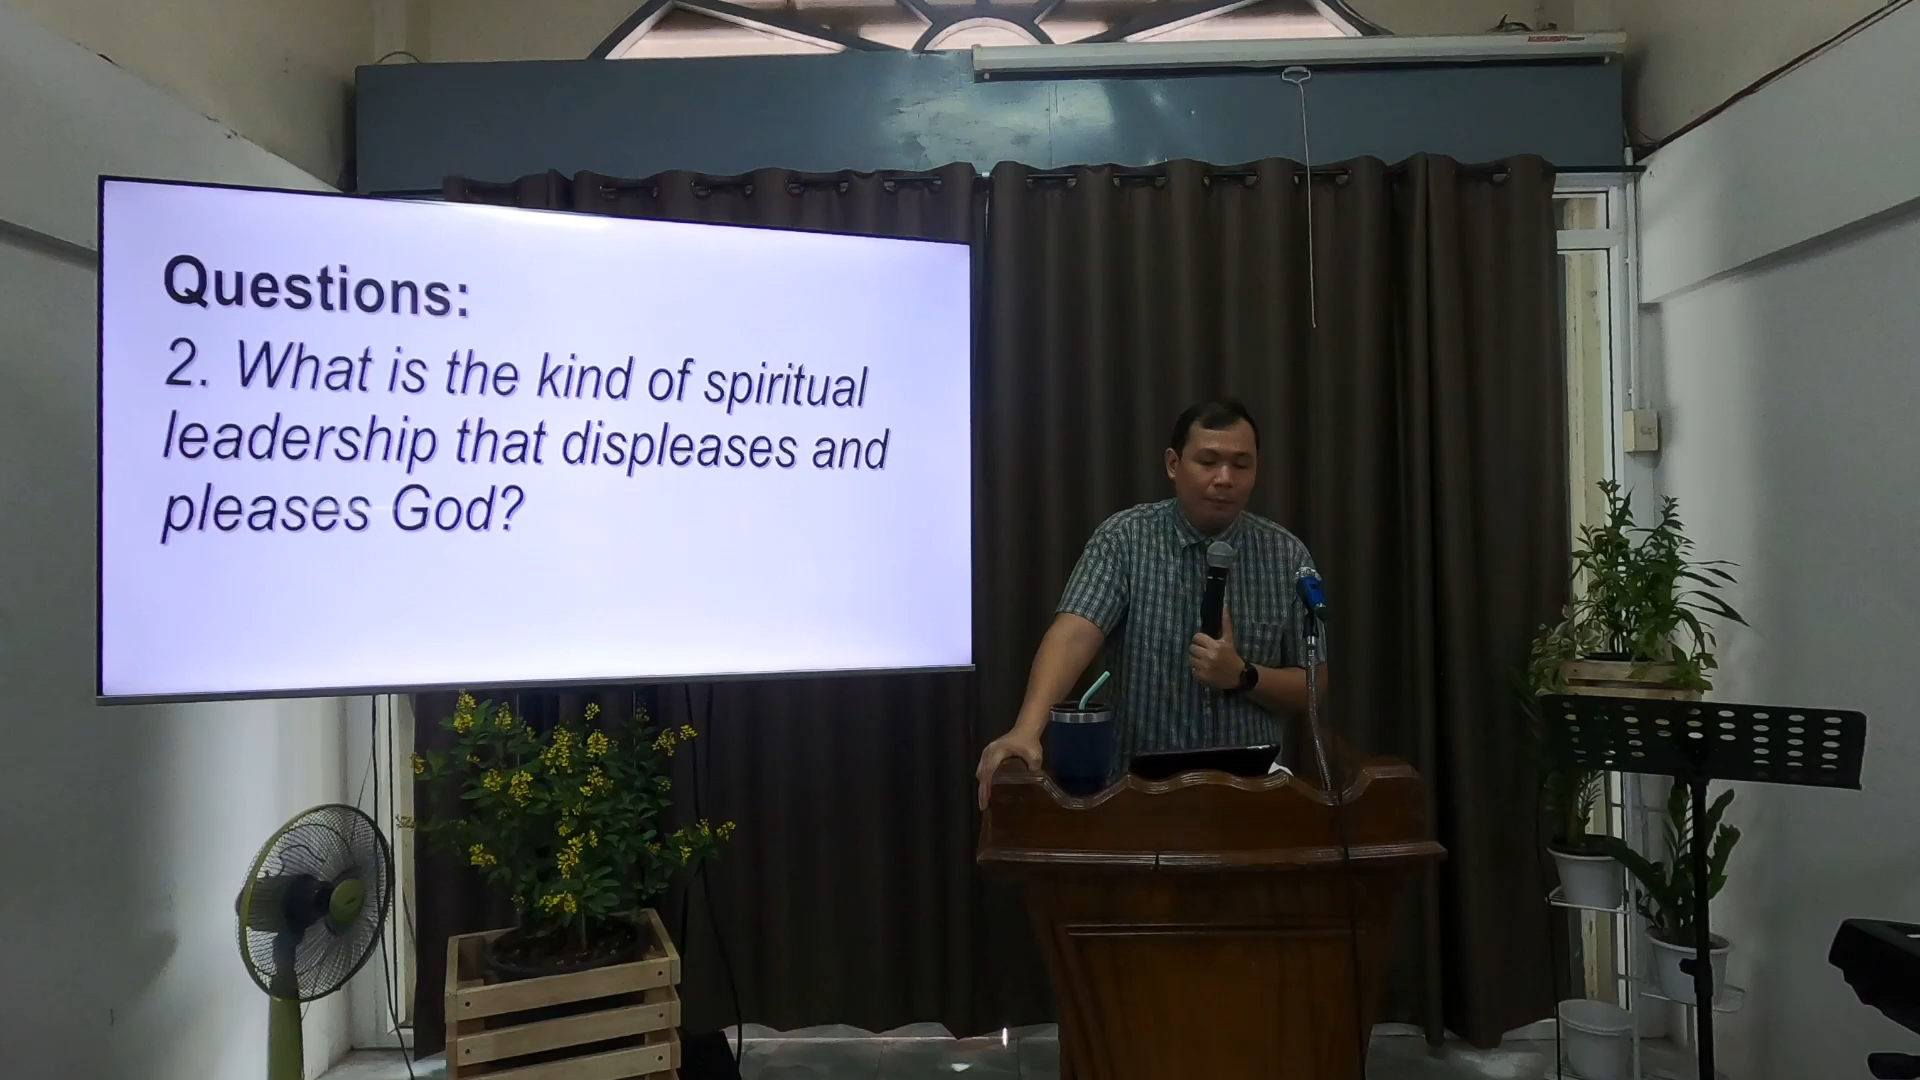 Questions:
2. What is the kind of spiritual
leadership that displeases and
pleases God?